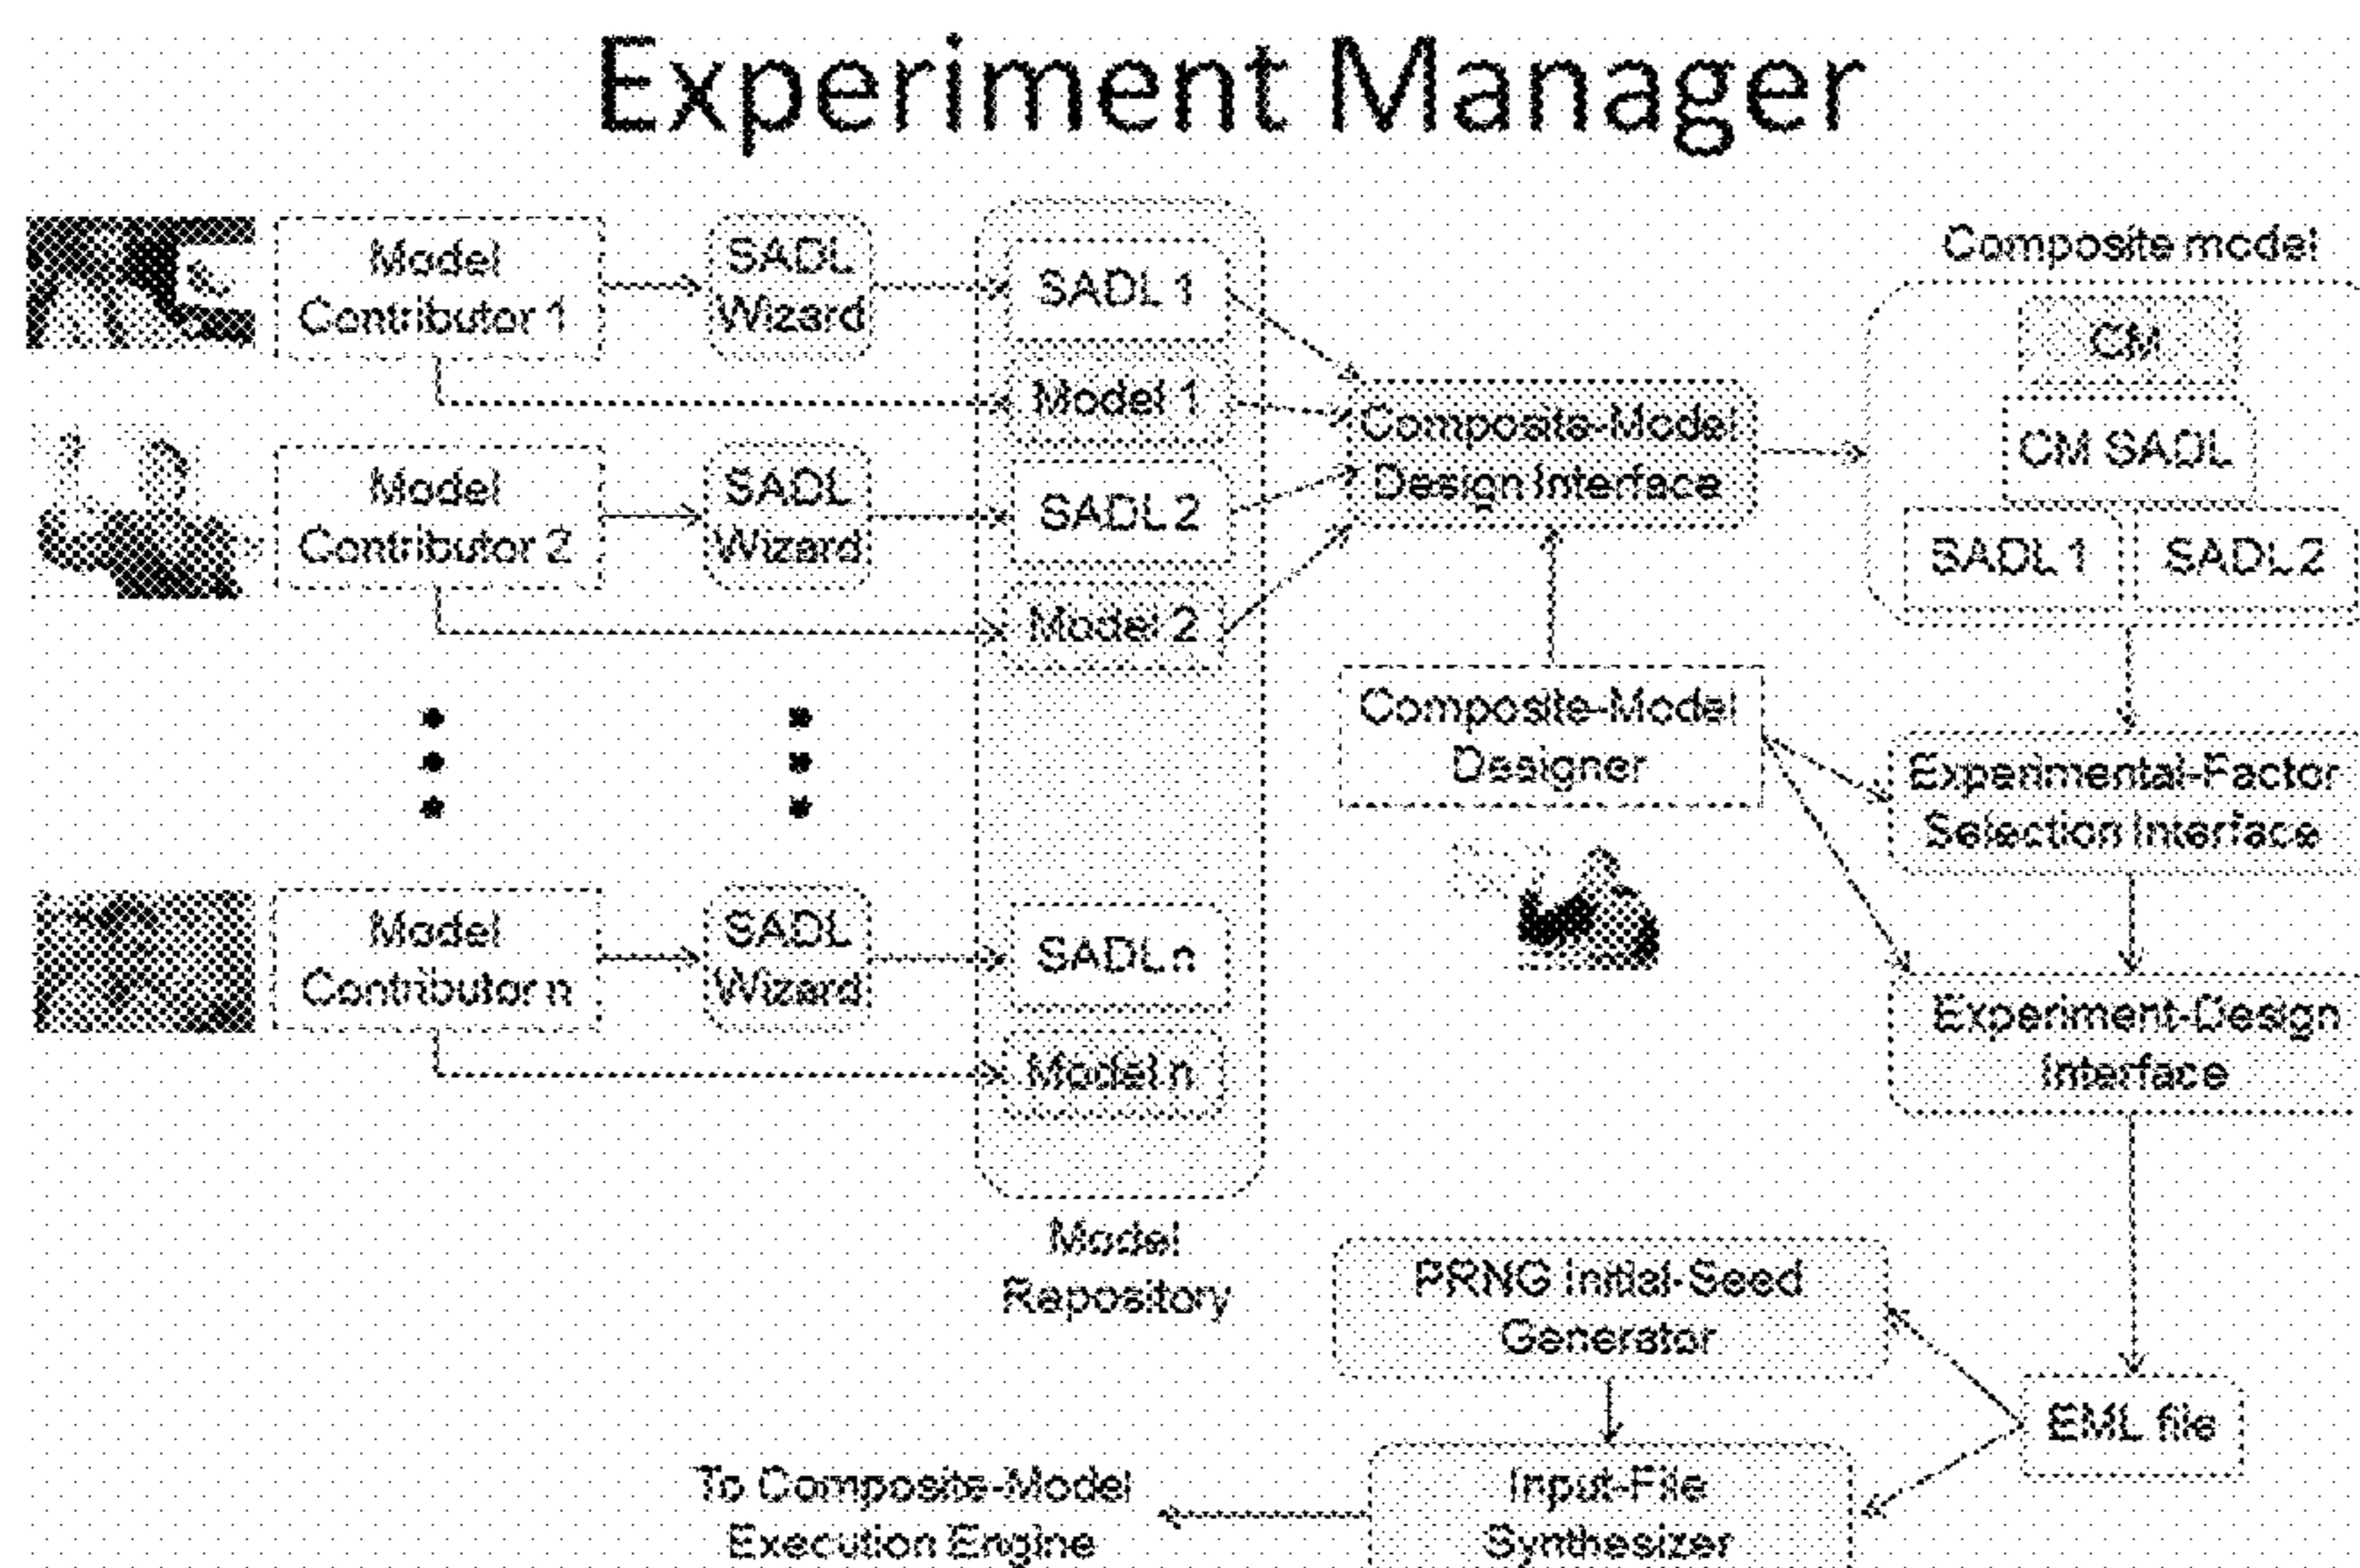 Experiment Manager
Model
Contributor 1
SADL
Wizard
SADL 1
Model 1
Model
Contributor 2
SADL
Wizard
SADL 2
Model 2
Model
Contributor n
SADL
Wizard
SADL n
Model n
Model
Repository
Composite-Model
Design Interface
Composite-Model
Designer
Composite model
CM
CM SADL
SADL 1
SADL 2
Experimental-Factor
Selection Interface
Experiment-Design
Interface
EML file
PRNG Initial-Seed
Generator
Input-File
Synthesizer
To Composite-Model
Execution Engine